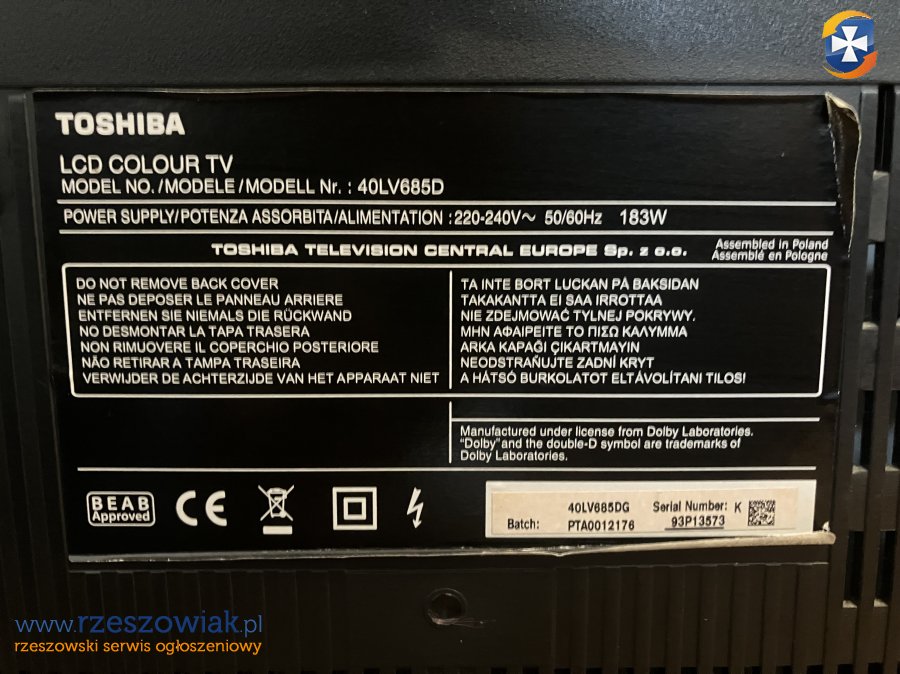 TOSHIBA
LCD COLOUR TV
MODEL NO./MODELE/MODELL Nr. : 40LV685D
POWER SUPPLY/POTENZA ASSORBITA/ALIMENTATION : 220-240V~ 50/60Hz 183W
TOSHIBA TELEVISION CENTRAL EUROPE Sp. z o.o.
Assembled in Poland
Assemblé en Pologne
DO NOT REMOVE BACK COVER
NE PAS DEPOSER LE PANNEAU ARRIERE
ENTFERNEN SIE NIEMALS DIE RÜCKWAND
NO DESMONTAR LA TAPA TRASERA
NON RIMUOVERE IL COPERCHIO POSTERIORE
NÃO RETIRAR A TAMPA TRASEIRA
VERWIJDER DE ACHTERZIJDE VAN HET APPARAAT NIET
TA INTE BORT LUCKAN PÅ BAKSIDAN
TAKAKANTTA EI SAA IRROTTAA
NIE ZDEJMOWAĆ TYLNEJ POKRYWY.
ΜΗΝ ΑΦΑΙΡΕΙΤΕ ΤΟ ΠΙΣΩ ΚΑΛΥΜΜΑ
ARKA KAPAĞI ÇIKARTMAYIN
NEODSTRAŇUJTE ZADNÍ KRYT
A HÁTSÓ BURKOLATOT ELTÁVOLÍTANI TILOS!
Manufactured under license from Dolby Laboratories.
"Dolby" and the double-D symbol are trademarks of
Dolby Laboratories.
BEAB
Approved
CE
40LV685DG
Batch: PTA0012176
Serial Number: K
93P13573
www.rzeszowiak.pl
rzeszowski serwis ogłoszeniowy